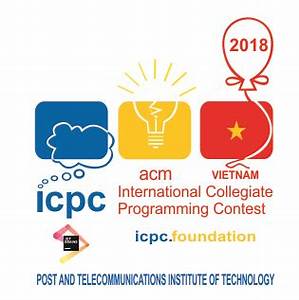 2018
icpc
acm
VIETNAM
International Collegiate
Programming Contest
icpc.foundation
POST AND TELECOMMUNICATIONS INSTITUTE OF TECHNOLOGY